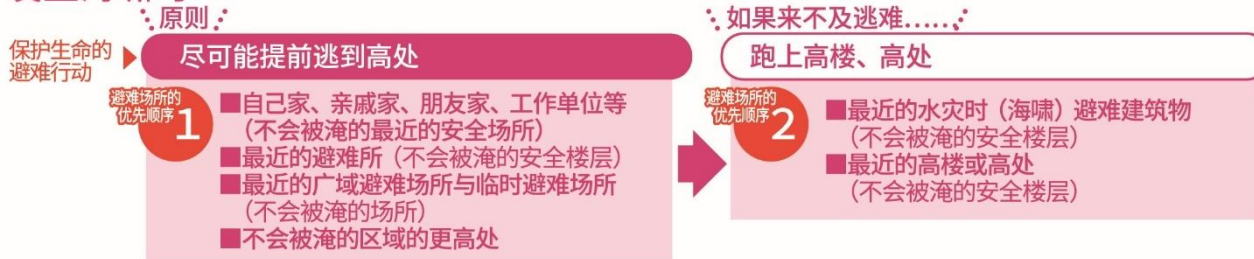 原则
保护生命的
避难行动
尽可能提前逃到高处
避难场所的
优先顺序
1
■自己家、亲戚家、朋友家、工作单位等
（不会被淹的最近的安全场所）
■最近的避难所（不会被淹的安全楼层）
■最近的广域避难场所与临时避难场所
（不会被淹的场所）
■不会被淹的区域的更高处
如果来不及逃难……
跑上高楼、高处
避难场所的
优先顺序
2
■最近的水灾时（海啸）避难建筑物
（不会被淹的安全楼层）
■最近的高楼或高处
（不会被淹的安全楼层）